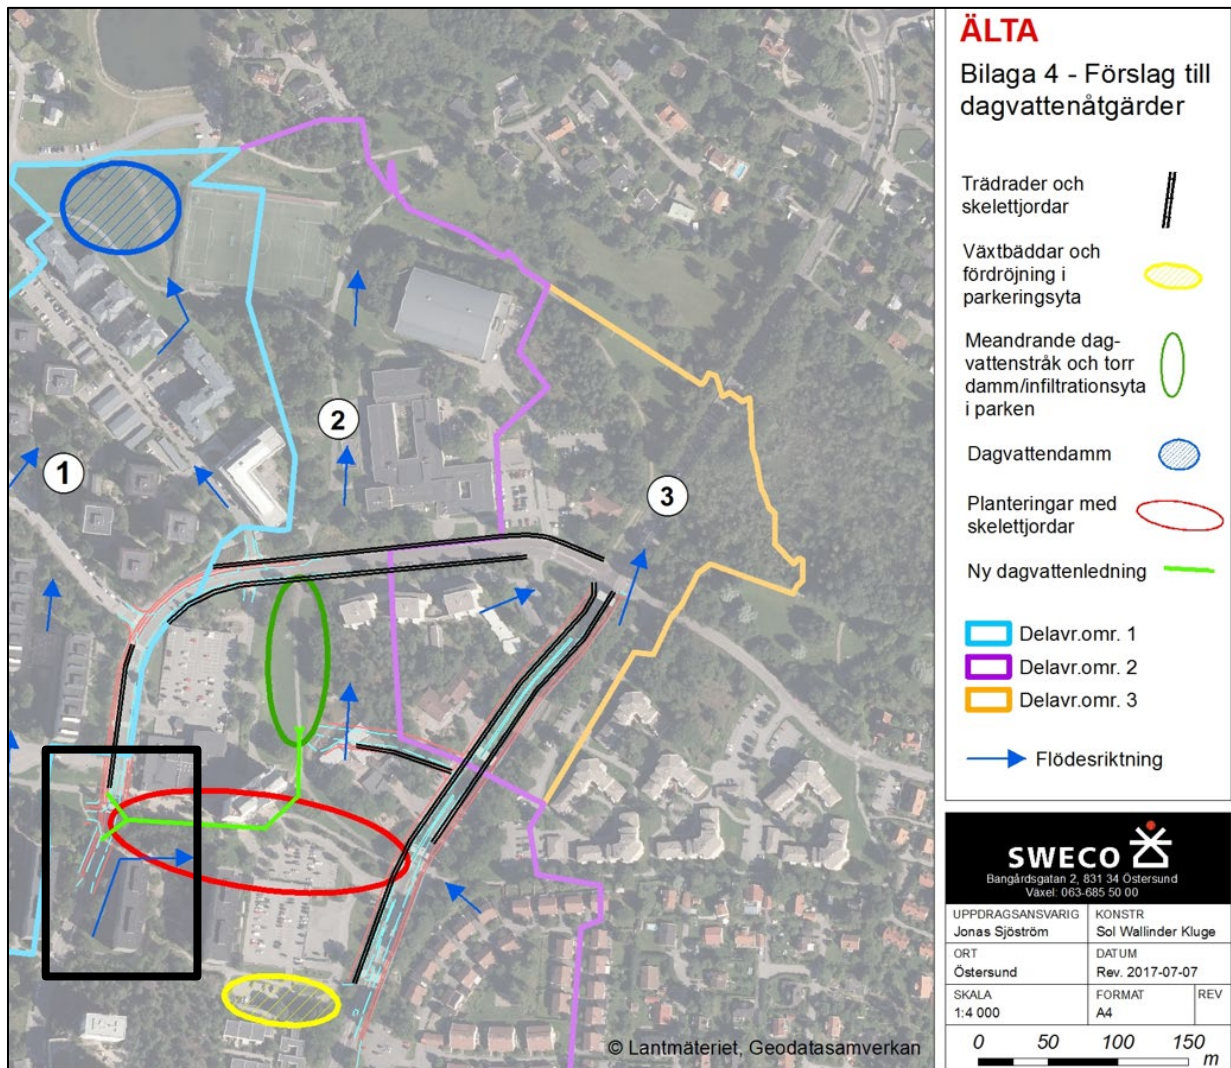 ÄLTA
Bilaga 4 - Förslag till
dagvattenåtgärder
Trädrader och
skelettjordar
Växtbäddar och
fördröjning i
parkeringsyta
Meandrande dag-
vattenstråk och torr
damm/infiltrationsyta
i parken
Dagvattendamm
Planteringar med
skelettjordar
Ny dagvattenledning
Delavr.omr. 1
Delavr.omr. 2
Delavr.omr. 3
Flödesriktning
1
2
3
© Lantmäteriet, Geodatasamverkan
SWECO
Bangårdsgatan 2, 831 34 Östersund
Växel: 063-685 50 00
UPPDRAGSANSVARIG KONSTR
Jonas Sjöström Sol Wallinder Kluge
ORT DATUM
Östersund Rev. 2017-07-07
SKALA FORMAT REV
1:4 000 A4
0 50 100 150
m